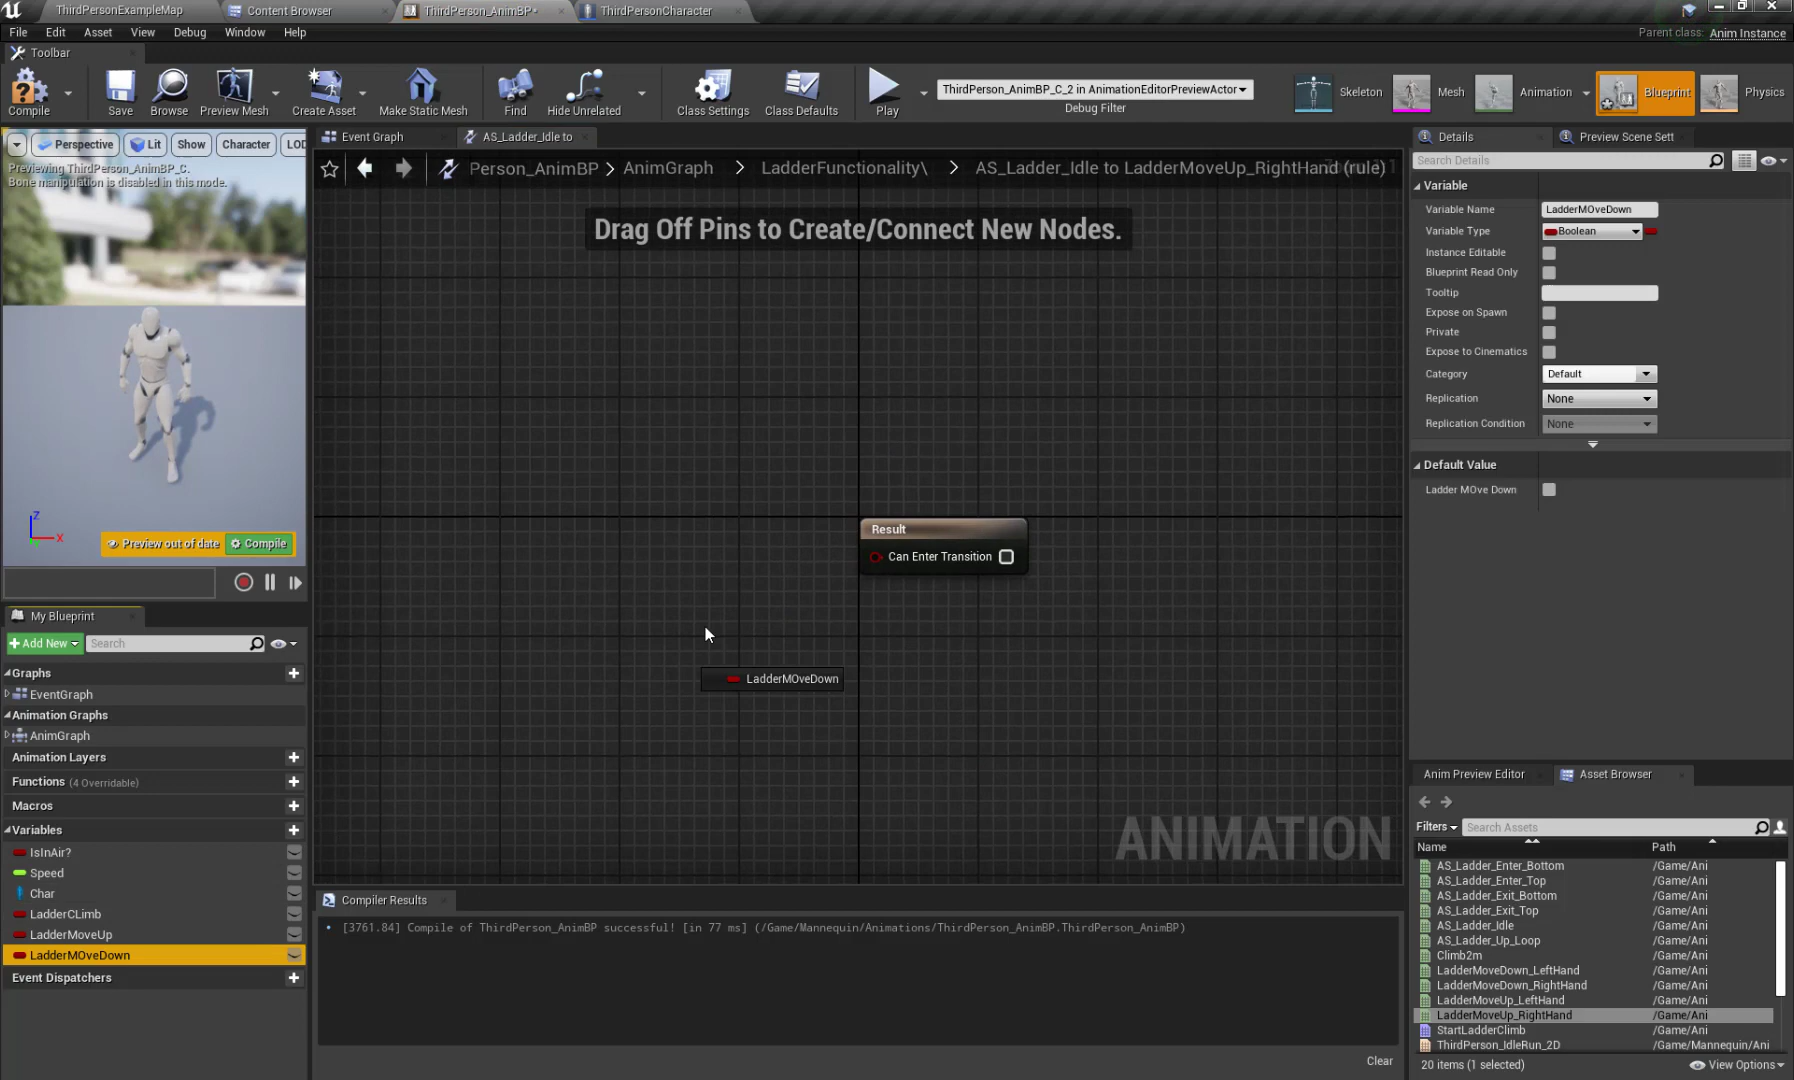 ThirdPersonExampleMap
Content Browser
ThirdPerson_AnimBP*
ThirdPersonCharacter
File Edit Asset View Debug Window Help
Parent class: Anim Instance
Toolbar
Compile
Save
Browse
Preview Mesh
Create Asset
Make Static Mesh
Find
Hide Unrelated
Class Settings
Class Defaults
Play
ThirdPerson_AnimBP_C_2 in AnimationEditorPreviewActor
Debug Filter
Skeleton
Mesh
Animation
Blueprint
Physics
Perspective
Lit
Show
Character
LOD
Previewing ThirdPerson_AnimBP_C.
Bone manipulation is disabled in this mode.
Z
X
Preview out of date
Compile
Event Graph
AS_Ladder_Idle to
Person_AnimBP > AnimGraph > LadderFunctionality\ > AS_Ladder_Idle to LadderMoveUp_RightHand (rule)
Drag Off Pins to Create/Connect New Nodes.
Result
Can Enter Transition
LadderMOveDown
ANIMATION
My Blueprint
+ Add New
Search
Graphs
EventGraph
Animation Graphs
AnimGraph
Animation Layers
Functions (4 Overridable)
Macros
Variables
IsInAir?
Speed
Char
LadderCLimb
LadderMoveUp
LadderMOveDown
Event Dispatchers
Compiler Results
[3761.84] Compile of ThirdPerson_AnimBP successful! [in 77 ms] (/Game/Mannequin/Animations/ThirdPerson_AnimBP.ThirdPerson_AnimBP)
Clear
Details
Preview Scene Sett
Search Details
Variable
Variable Name LadderMOveDown
Variable Type Boolean
Instance Editable
Blueprint Read Only
Tooltip
Expose on Spawn
Private
Expose to Cinematics
Category Default
Replication None
Replication Condition None
Default Value
Ladder MOve Down
Anim Preview Editor
Asset Browser
Filters
Search Assets
Name Path
AS_Ladder_Enter_Bottom /Game/Ani
AS_Ladder_Enter_Top /Game/Ani
AS_Ladder_Exit_Bottom /Game/Ani
AS_Ladder_Exit_Top /Game/Ani
AS_Ladder_Idle /Game/Ani
AS_Ladder_Up_Loop /Game/Ani
Climb2m /Game/Ani
LadderMoveDown_LeftHand /Game/Ani
LadderMoveDown_RightHand /Game/Ani
LadderMoveUp_LeftHand /Game/Ani
LadderMoveUp_RightHand /Game/Ani
StartLadderClimb /Game/Ani
ThirdPerson_IdleRun_2D /Game/Mannequin/Ani
20 items (1 selected)
View Options